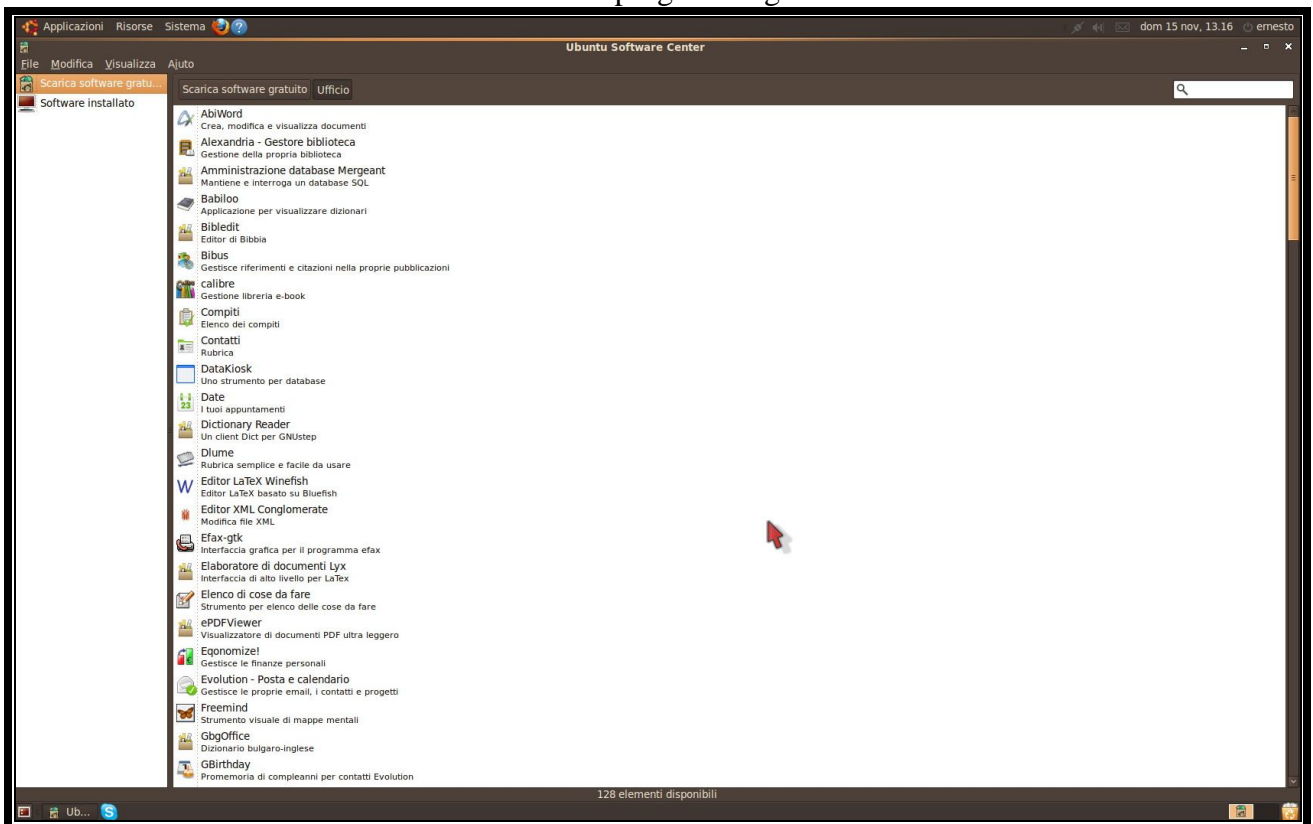 Applicazioni Risorse Sistema dom 15 nov, 13.16 ernesto
Ubuntu Software Center
File Modifica Visualizza Aiuto
Scarica software gratu...
Software installato
Scarica software gratuito Ufficio
AbiWord
Crea, modifica e visualizza documenti
Alexandria - Gestore biblioteca
Gestione della propria biblioteca
Amministrazione database Mergeant
Mantiene e interroga un database SQL
Babiloo
Applicazione per visualizzare dizionari
Bibledit
Editor di Bibbia
Bibus
Gestisce riferimenti e citazioni nella proprie pubblicazioni
calibre
Gestione libreria e-book
Compiti
Elenco dei compiti
Contatti
Rubrica
DataKiosk
Uno strumento per database
Date
I tuoi appuntamenti
Dictionary Reader
Un client Dict per GNUstep
Dlume
Rubrica semplice e facile da usare
Editor LaTeX Winefish
Editor LaTeX basato su Bluefish
Editor XML Conglomerate
Modifica file XML
Efax-gtk
Interfaccia grafica per il programma efax
Elaboratore di documenti Lyx
Interfaccia di alto livello per LaTex
Elenco di cose da fare
Strumento per elenco delle cose da fare
ePDFViewer
Visualizzatore di documenti PDF ultra leggero
Eqonomize!
Gestisce le finanze personali
Evolution - Posta e calendario
Gestisce le proprie email, i contatti e progetti
Freemind
Strumento visuale di mappe mentali
GbgOffice
Dizionario bulgaro-inglese
GBirthday
Promemoria di compleanni per contatti Evolution
128 elementi disponibili
Ub...